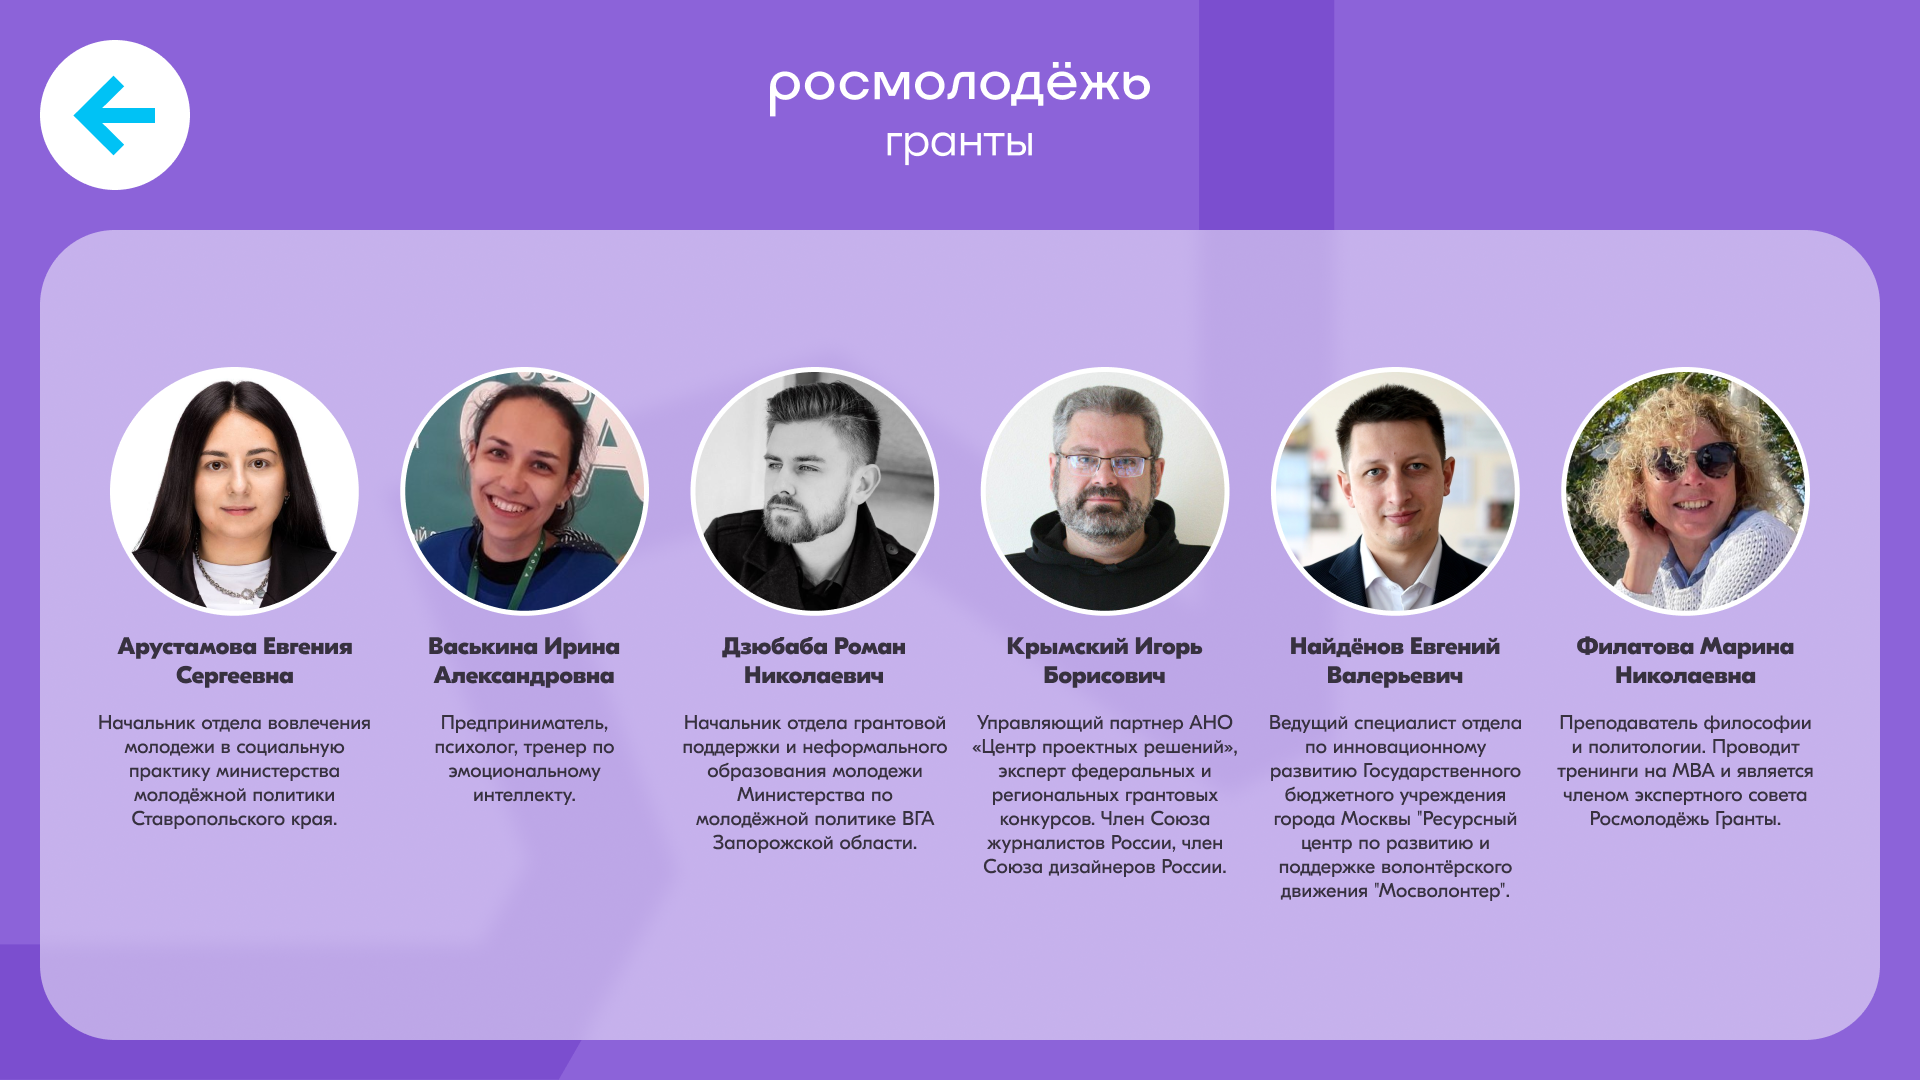 росмолодёжь
гранты
Арустамова Евгения
Сергеевна
Начальник отдела вовлечения
молодежи в социальную
практику министерства
молодёжной политики
Ставропольского края.
Васькина Ирина
Александровна
Предприниматель,
психолог, тренер по
эмоциональному
интеллекту.
Дзюбаба Роман
Николаевич
Начальник отдела грантовой
поддержки и неформального
образования молодежи
Министерства по
молодёжной политике ВГА
Запорожской области.
Крымский Игорь
Борисович
Управляющий партнер АНО
«Центр проектных решений»,
эксперт федеральных и
региональных грантовых
конкурсов. Член Союза
журналистов России, член
Союза дизайнеров России.
Найдёнов Евгений
Валерьевич
Ведущий специалист отдела
по инновационному
развитию Государственного
бюджетного учреждения
города Москвы "Ресурсный
центр по развитию и
поддержке волонтёрского
движения "Мосволонтер".
Филатова Марина
Николаевна
Преподаватель философии
и политологии. Проводит
тренинги на МВА и является
членом экспертного совета
Росмолодёжь Гранты.